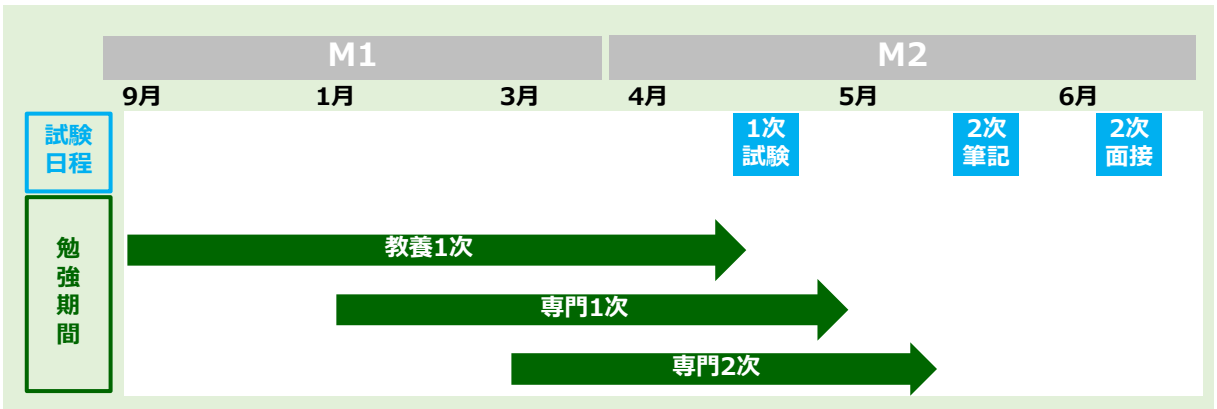 M1
M2
9月
1月
3月
4月
5月
6月
試験
日程
1次
試験
2次
筆記
2次
面接
勉
強
期
間
教養1次
専門1次
専門2次